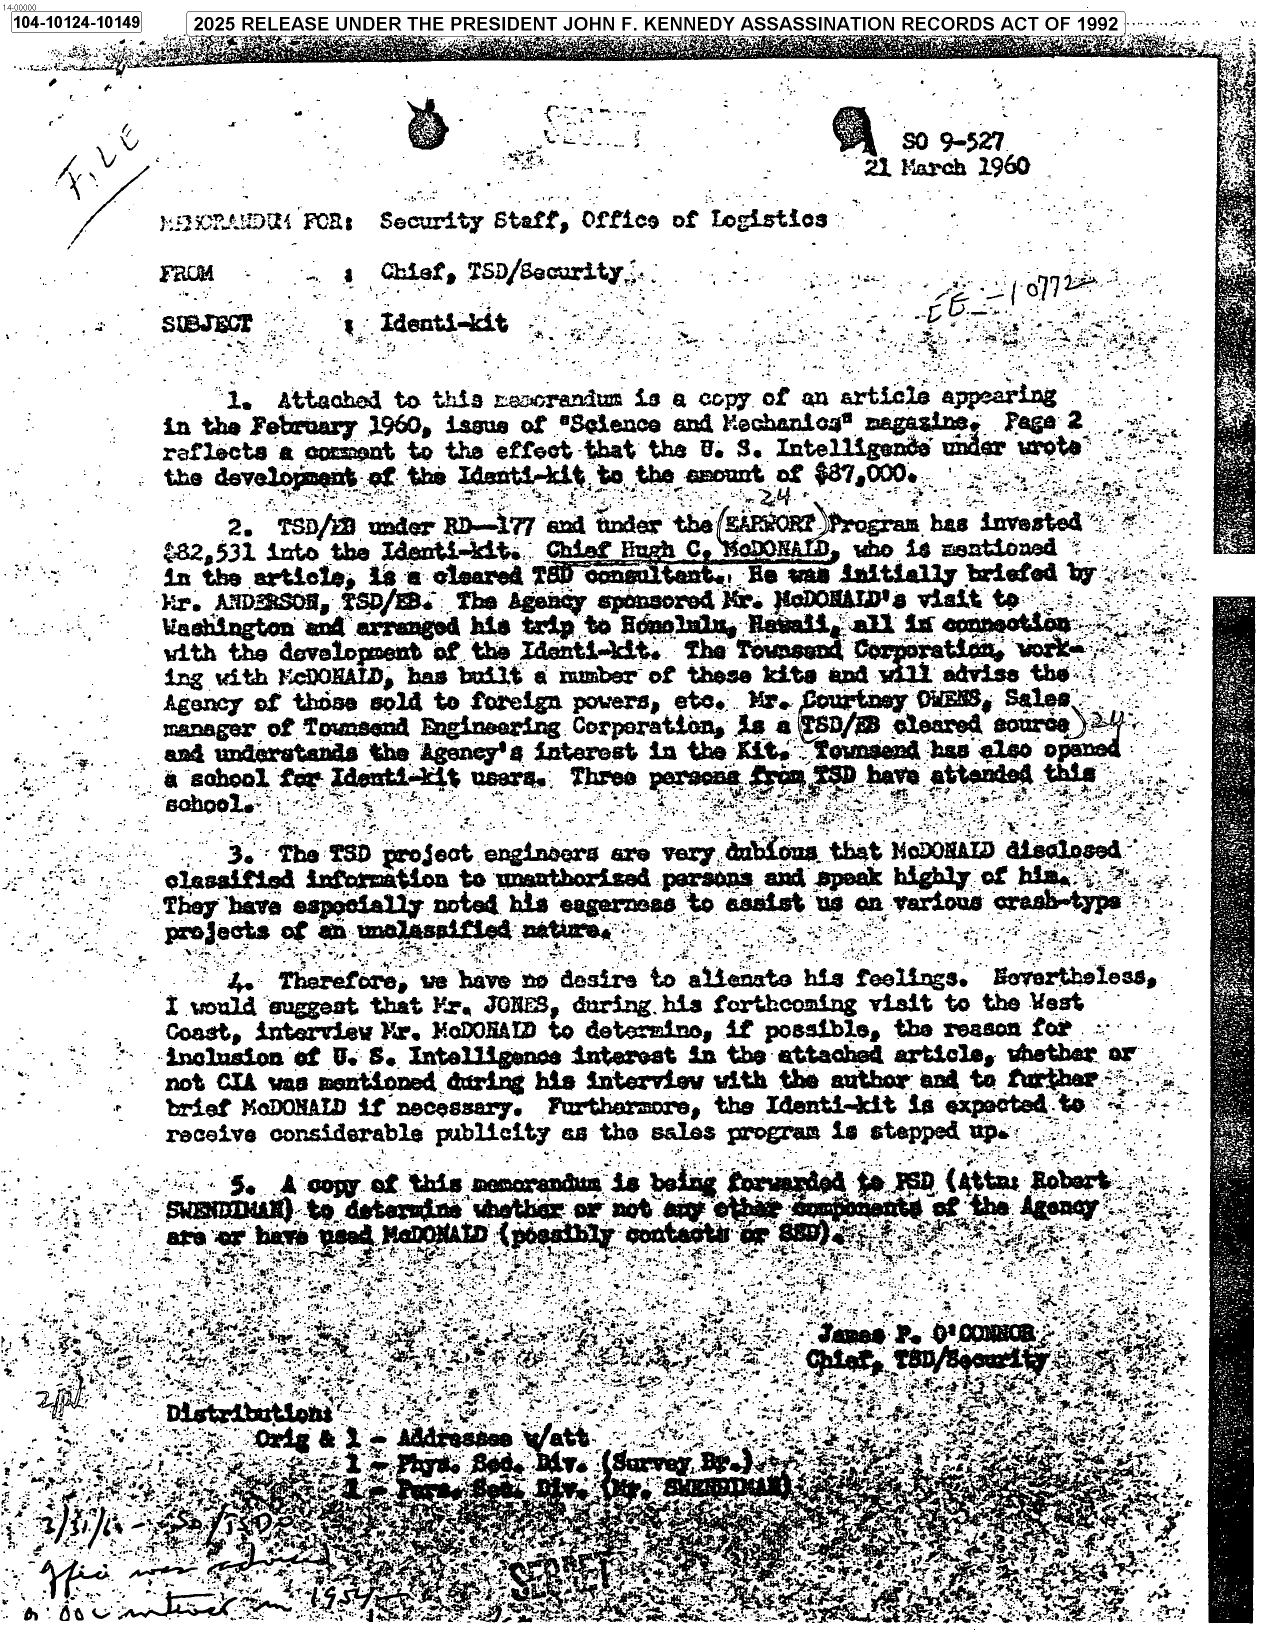 14-00000
104-10124-10149
2025 RELEASE UNDER THE PRESIDENT JOHN F. KENNEDY ASSASSINATION RECORDS ACT OF 1992
SECRET
FILE
SO 9-527
21 March 1960
MEMORANDUM FOR: Security Staff, Office of Logistics
FROM : Chief, TSD/Security
EE-10772
SUBJECT : Identi-kit
1. Attached to this memorandum is a copy of an article appearing
in the February 1960, issue of "Science and Mechanics" magazine. Page 2
reflects a comment to the effect that the U. S. Intelligence under wrote
the development of the Identi-kit to the amount of $87,000.
24
2. TSD/EB under RD-177 and under the EARWORT Program has invested
$82,531 into the Identi-kit. Chief Hugh C. McDONALD, who is mentioned
in the article, is a cleared TSD consultant. He was initially briefed by
Mr. ANDERSON, TSD/EB. The Agency sponsored Mr. McDONALD's visit to
Washington and arranged his trip to Honolulu, Hawaii, all in connection
with the development of the Identi-kit. The Townsend Corporation, work-
ing with McDONALD, has built a number of these kits and will advise the
Agency of those sold to foreign powers, etc. Mr. Courtney OWENS, Sales
manager of Townsend Engineering Corporation, is a TSD/EB cleared source 24
and understands the Agency's interest in the Kit. Townsend has also opened
a school for Identi-kit users. Three persons from TSD have attended this
school.
3. The TSD project engineers are very dubious that McDONALD disclosed
classified information to unauthorized persons and speak highly of him.
They have especially noted his eagerness to assist us on various crash-type
projects of an unclassified nature.
4. Therefore, we have no desire to alienate his feelings. Nevertheless,
I would suggest that Mr. JONES, during his forthcoming visit to the West
Coast, interview Mr. McDONALD to determine, if possible, the reason for
inclusion of U. S. Intelligence interest in the attached article, whether or
not CIA was mentioned during his interview with the author and to further
brief McDONALD if necessary. Furthermore, the Identi-kit is expected to
receive considerable publicity as the sales program is stepped up.
5. A copy of this memorandum is being forwarded to PSD (Attn: Robert
SWENDIMAN) to determine whether or not any other components of the Agency
are or have used McDONALD (possibly contacts or SSD).
James P. O'CONNOR
Chief, TSD/Security
Distribution:
Orig & 1 - Addressee w/att
1 - Phys. Sec. Div. (Survey Br.)
1 - Pers. Sec. Div. (Mr. SWENDIMAN)
SO/TSD
was advised
interest in 1954
SECRET